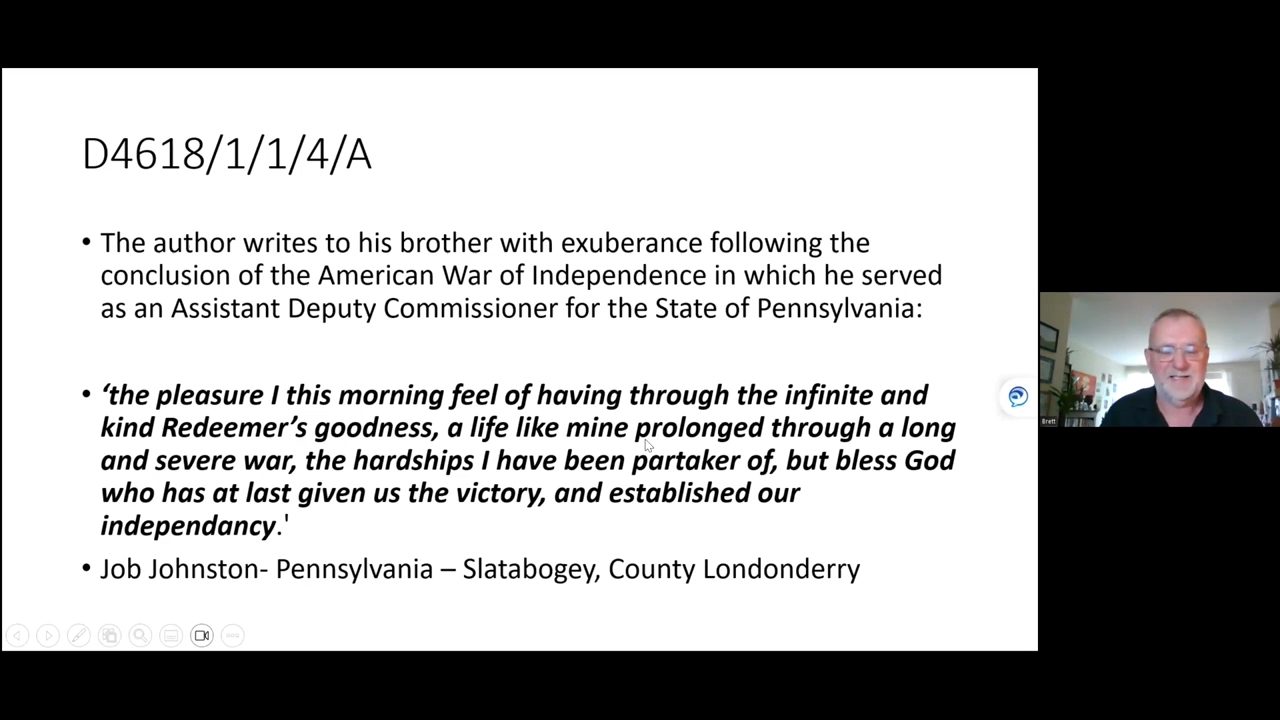 D4618/1/1/4/A
• The author writes to his brother with exuberance following the
conclusion of the American War of Independence in which he served
as an Assistant Deputy Commissioner for the State of Pennsylvania:
• ‘the pleasure I this morning feel of having through the infinite and
kind Redeemer’s goodness, a life like mine prolonged through a long
and severe war, the hardships I have been partaker of, but bless God
who has at last given us the victory, and established our
independancy.'
• Job Johnston- Pennsylvania – Slatabogey, County Londonderry
Brett